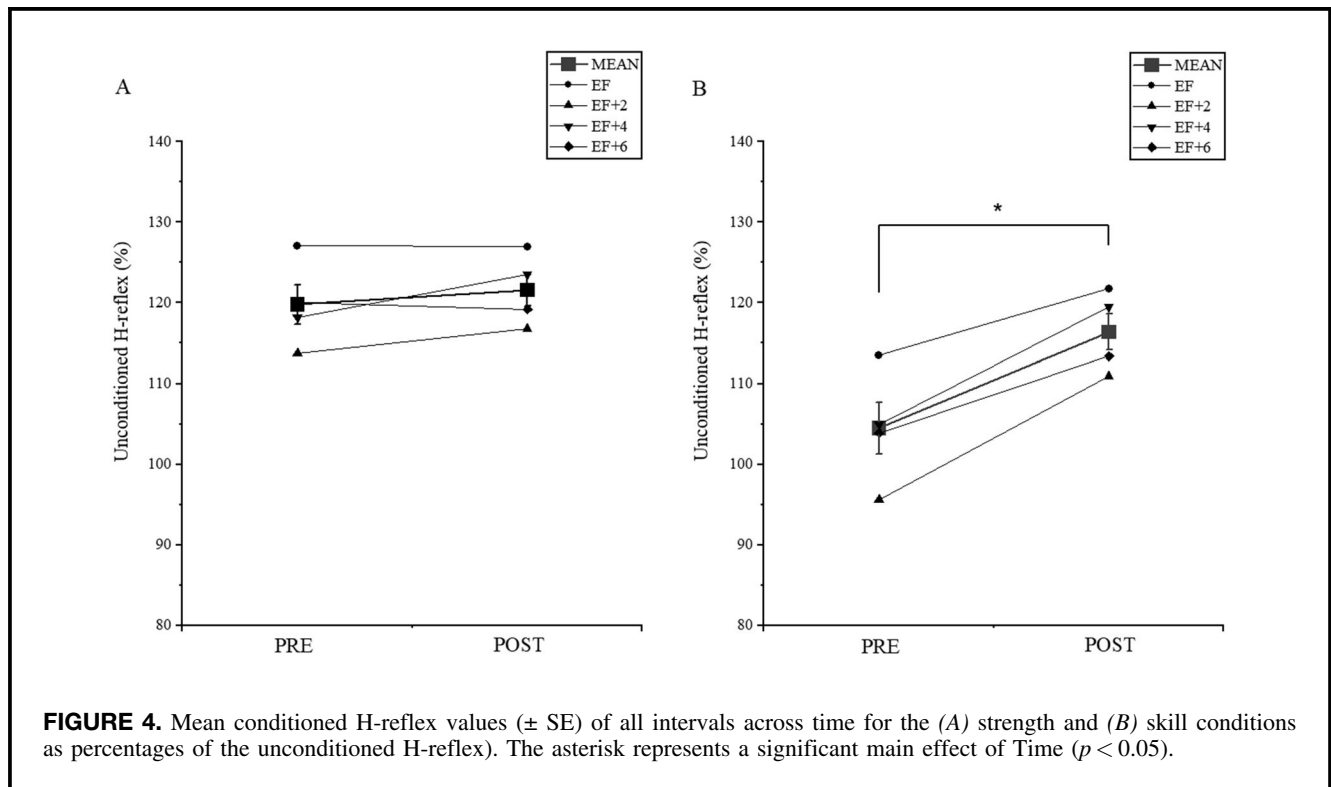 A
MEAN
EF
EF+2
EF+4
EF+6
140
130
120
110
100
90
80
Unconditioned H-reflex (%)
PRE
POST
B
MEAN
EF
EF+2
EF+4
EF+6
140
130
120
110
100
90
80
Unconditioned H-reflex (%)
*
PRE
POST
FIGURE 4. Mean conditioned H-reflex values (± SE) of all intervals across time for the (A) strength and (B) skill conditions
as percentages of the unconditioned H-reflex). The asterisk represents a significant main effect of Time (p < 0.05).